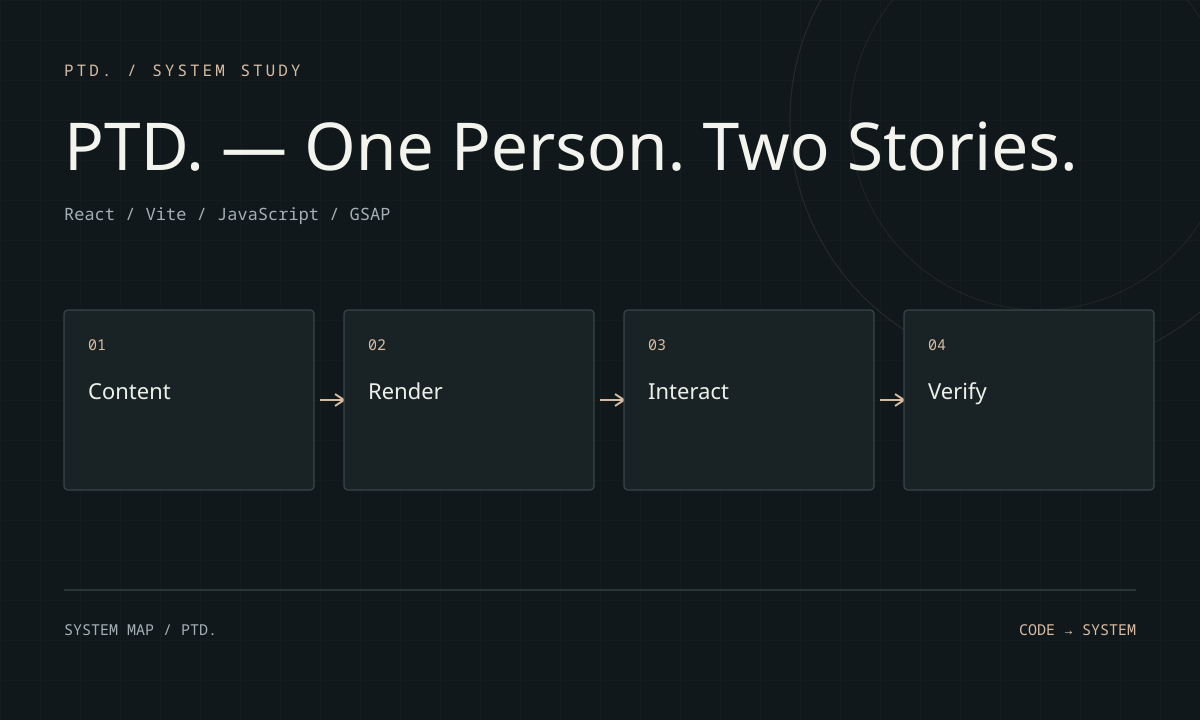 PTD. / SYSTEM STUDY
PTD. — One Person. Two Stories.
React / Vite / JavaScript / GSAP
01
Content
02
Render
03
Interact
04
Verify
SYSTEM MAP / PTD.
CODE → SYSTEM